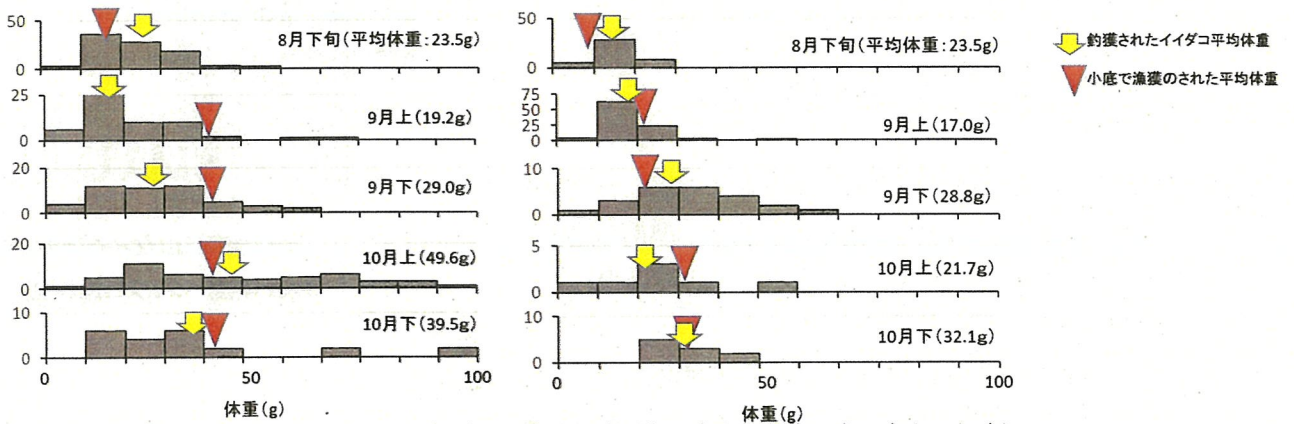 50
0
8月下旬(平均体重:23.5g)
25
0
9月上(19.2g)
20
0
9月下(29.0g)
20
0
10月上(49.6g)
10
0
10月下(39.5g)
0
50
100
体重(g)
50
0
8月下旬(平均体重:23.5g)
75
50
25
0
9月上(17.0g)
10
0
9月下(28.8g)
5
0
10月上(21.7g)
10
0
10月下(32.1g)
0
50
100
体重(g)
釣獲されたイイダコ平均体重
小底で漁獲のされた平均体重